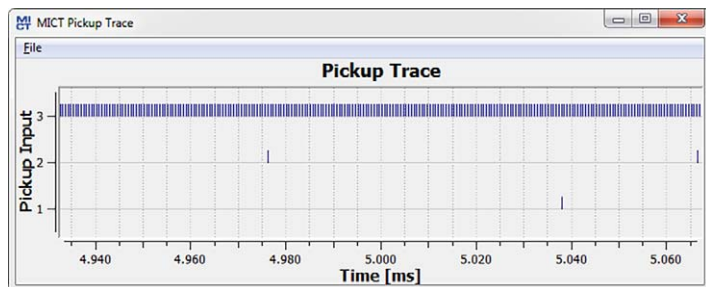 MICT MICT Pickup Trace
File
Pickup Trace
Pickup Input
3
2
1
4.940 4.960 4.980 5.000 5.020 5.040 5.060
Time [ms]